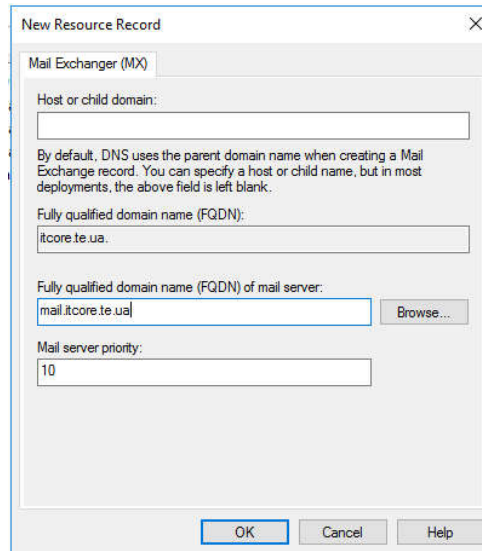 New Resource Record
Mail Exchanger (MX)
Host or child domain:
By default, DNS uses the parent domain name when creating a Mail
Exchange record. You can specify a host or child name, but in most
deployments, the above field is left blank.
Fully qualified domain name (FQDN):
itcore.te.ua.
Fully qualified domain name (FQDN) of mail server:
mail.itcore.te.ua
Browse...
Mail server priority:
10
OK
Cancel
Help